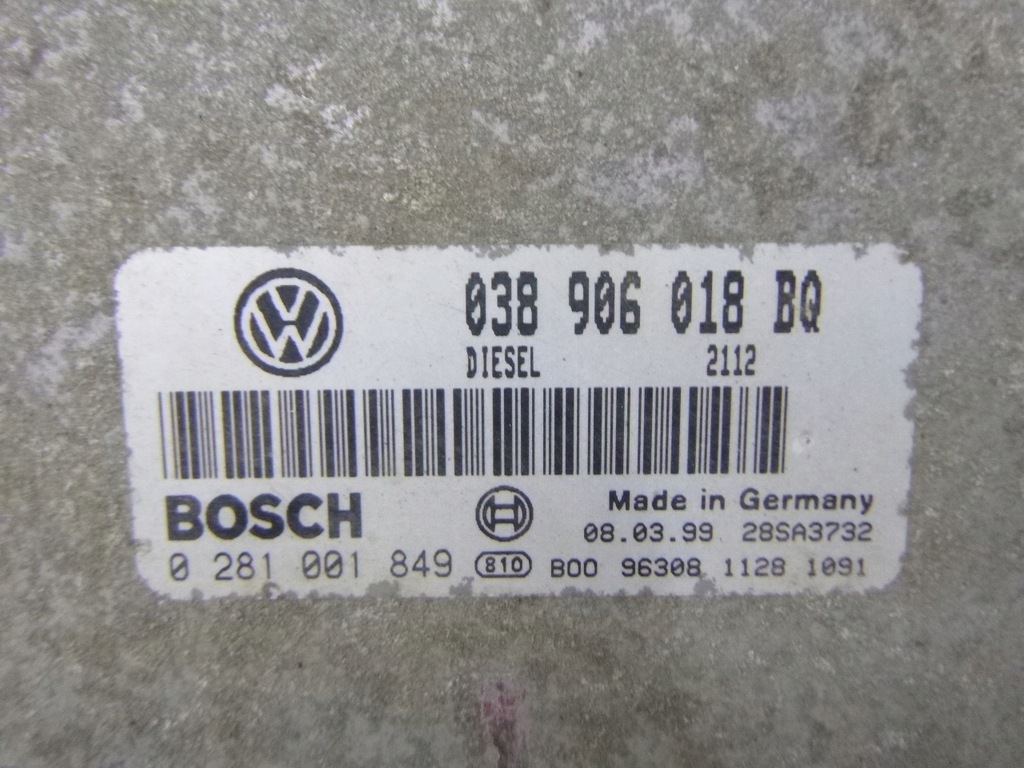 038 906 018 BQ
DIESEL 2112
BOSCH Made in Germany
08.03.99 28SA3732
0 281 001 849 810 B00 96308 1128 1091